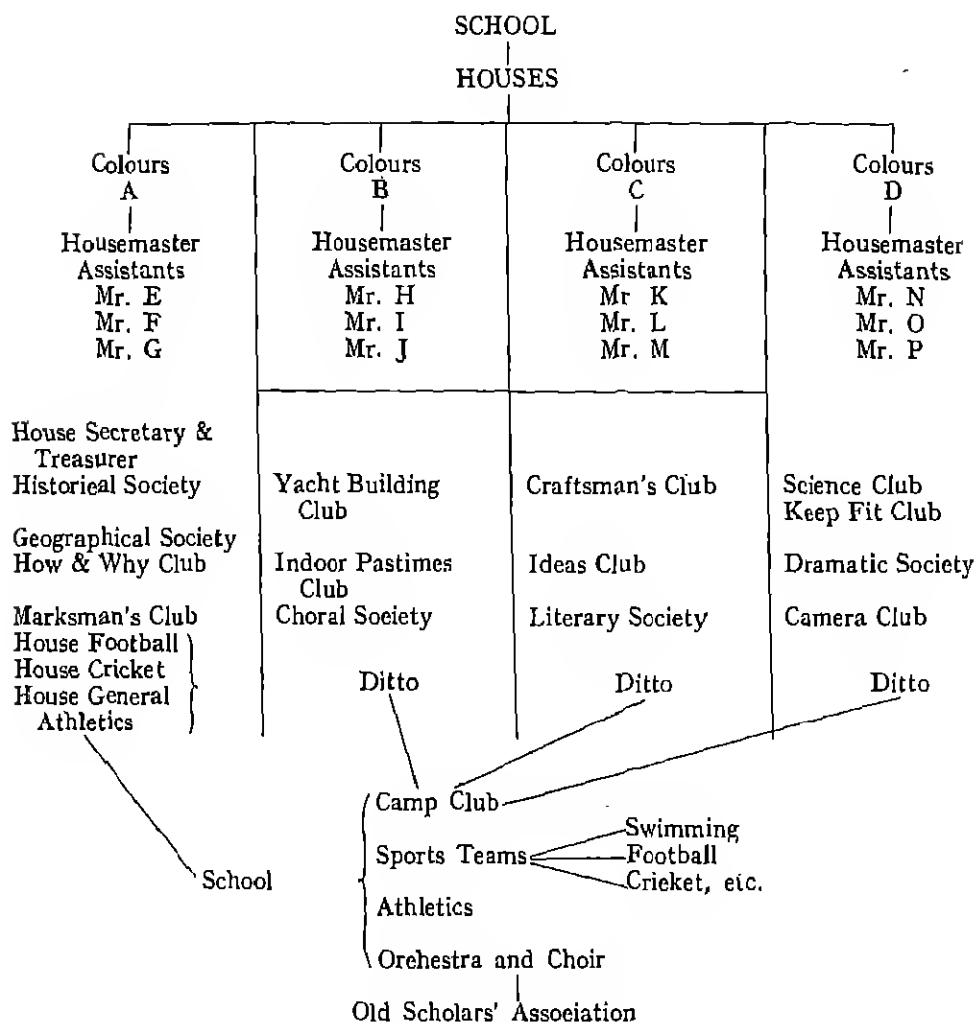 SCHOOL
HOUSES
Colours
A
Housemaster
Assistants
Mr. E
Mr. F
Mr. G
Colours
B
Housemaster
Assistants
Mr. H
Mr. I
Mr. J
Colours
C
Housemaster
Assistants
Mr K
Mr. L
Mr. M
Colours
D
Housemaster
Assistants
Mr. N
Mr. O
Mr. P
House Secretary &
Treasurer
Historical Society
Geographical Society
How & Why Club
Marksman's Club
House Football
House Cricket
House General
Athletics
Yacht Building
Club
Indoor Pastimes
Club
Choral Society
Ditto
Craftsman's Club
Ideas Club
Literary Society
Ditto
Science Club
Keep Fit Club
Dramatic Society
Camera Club
Ditto
School
Camp Club
Sports Teams
Swimming
Football
Cricket, etc.
Athletics
Orchestra and Choir
Old Scholars' Association